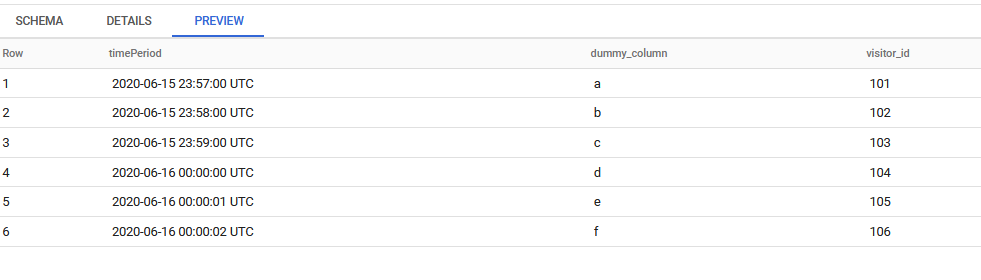 SCHEMA DETAILS PREVIEW
Row timePeriod dummy_column visitor_id
1 2020-06-15 23:57:00 UTC a 101
2 2020-06-15 23:58:00 UTC b 102
3 2020-06-15 23:59:00 UTC c 103
4 2020-06-16 00:00:00 UTC d 104
5 2020-06-16 00:00:01 UTC e 105
6 2020-06-16 00:00:02 UTC f 106